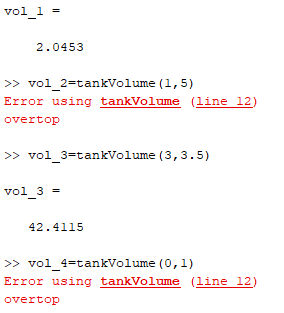 vol_1 =
2.0453
>> vol_2=tankVolume(1,5)
Error using tankVolume (line 12)
overtop
>> vol_3=tankVolume(3,3.5)
vol_3 =
42.4115
>> vol_4=tankVolume(0,1)
Error using tankVolume (line 12)
overtop